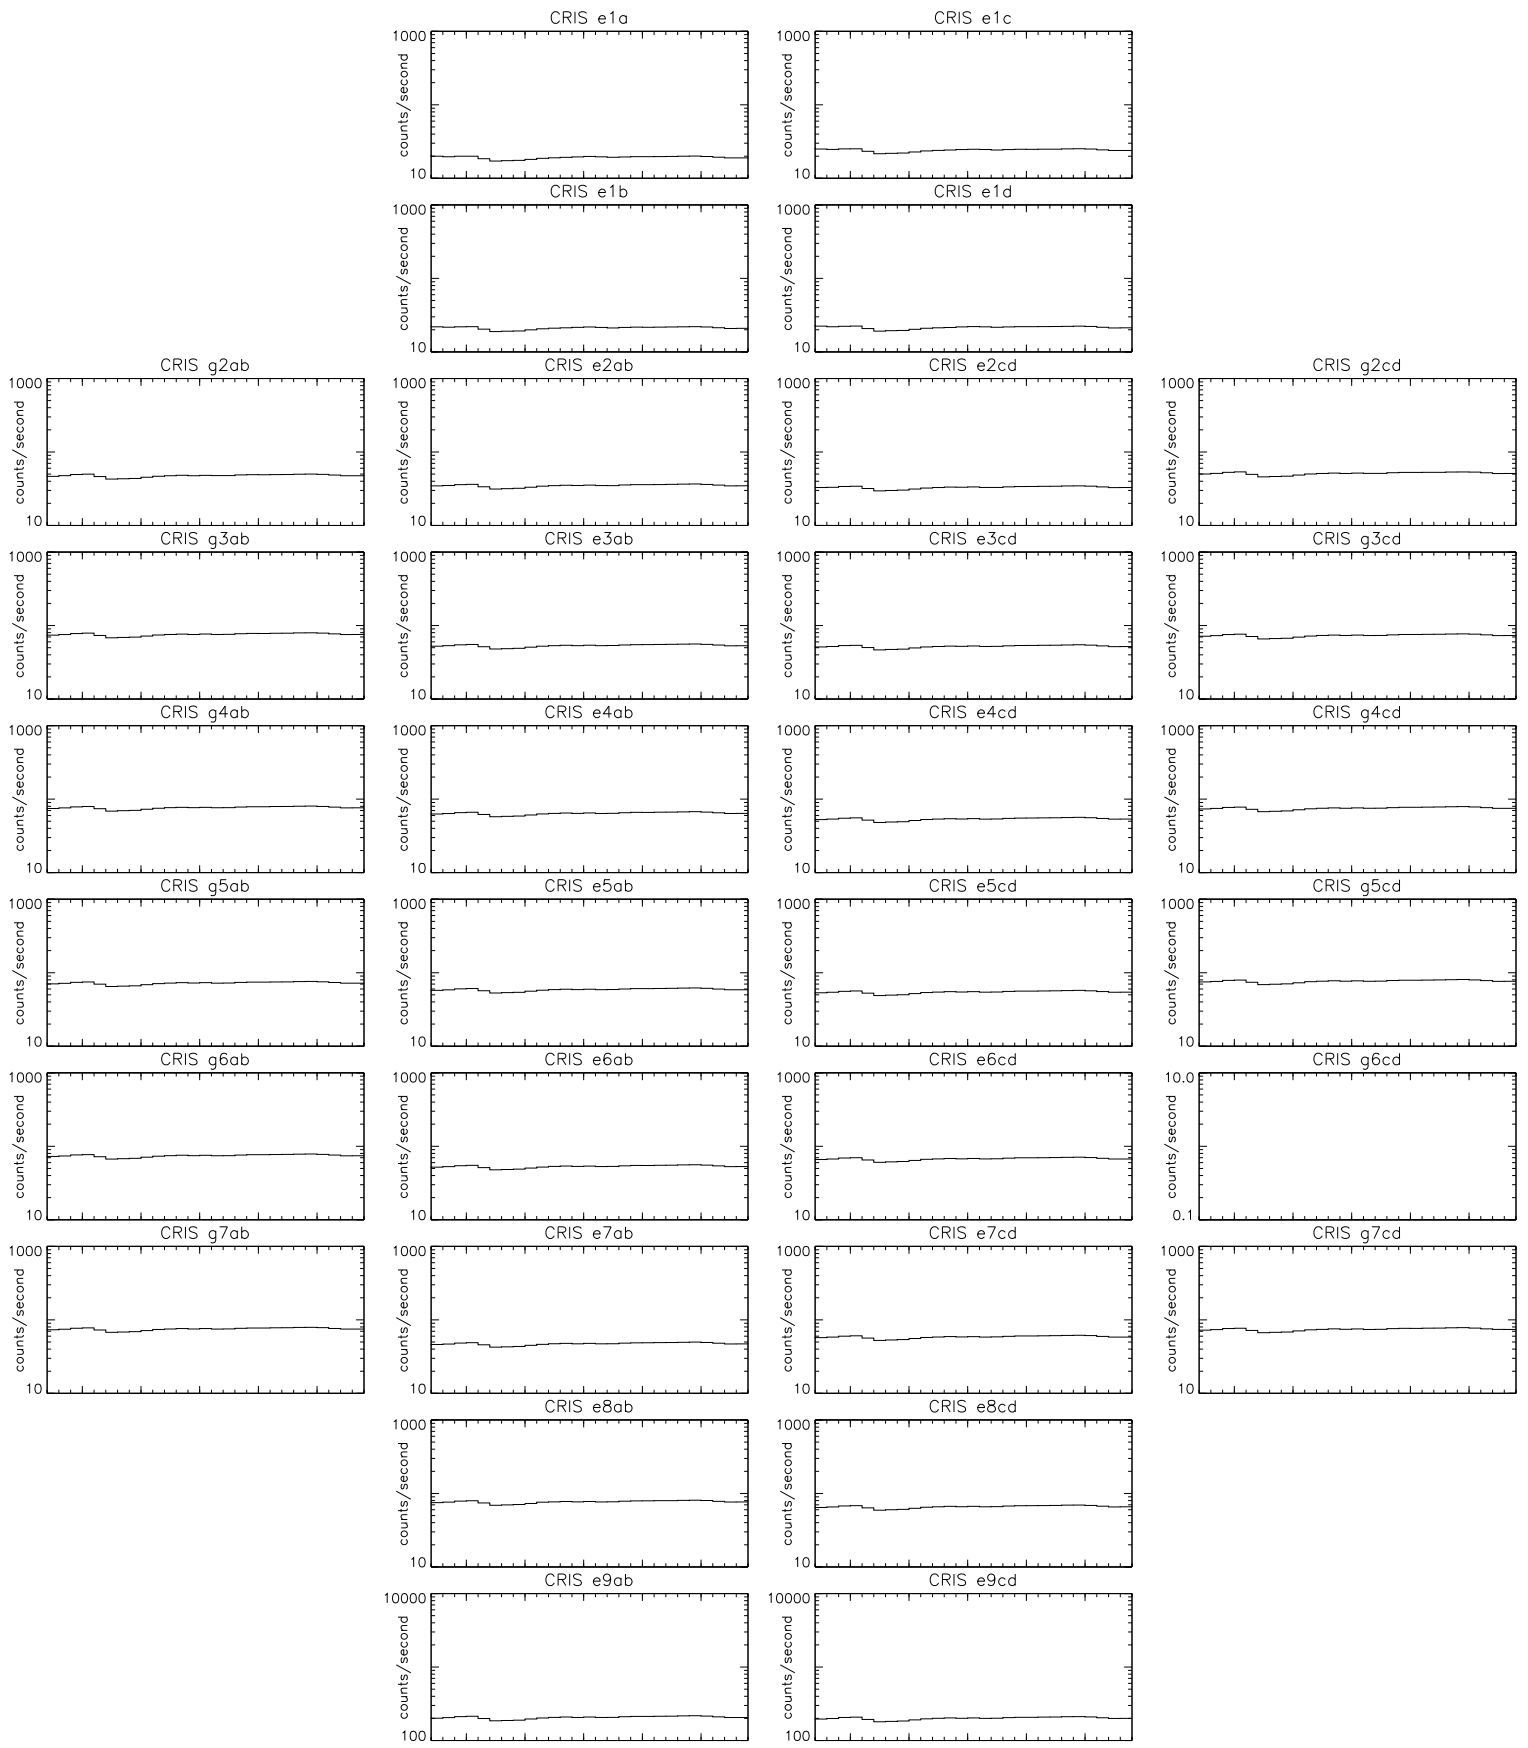 CRIS e1a CRIS e1c
1000 counts/second 10 1000 counts/second 10
CRIS e1b CRIS e1d
1000 counts/second 10 1000 counts/second 10
CRIS g2ab CRIS e2ab CRIS e2cd CRIS g2cd
1000 counts/second 10 1000 counts/second 10 1000 counts/second 10 1000 counts/second 10
CRIS g3ab CRIS e3ab CRIS e3cd CRIS g3cd
1000 counts/second 10 1000 counts/second 10 1000 counts/second 10 1000 counts/second 10
CRIS g4ab CRIS e4ab CRIS e4cd CRIS g4cd
1000 counts/second 10 1000 counts/second 10 1000 counts/second 10 1000 counts/second 10
CRIS g5ab CRIS e5ab CRIS e5cd CRIS g5cd
1000 counts/second 10 1000 counts/second 10 1000 counts/second 10 1000 counts/second 10
CRIS g6ab CRIS e6ab CRIS e6cd CRIS g6cd
1000 counts/second 10 1000 counts/second 10 1000 counts/second 10 10.0 counts/second 0.1
CRIS g7ab CRIS e7ab CRIS e7cd CRIS g7cd
1000 counts/second 10 1000 counts/second 10 1000 counts/second 10 1000 counts/second 10
CRIS e8ab CRIS e8cd
1000 counts/second 10 1000 counts/second 10
CRIS e9ab CRIS e9cd
10000 counts/second 100 10000 counts/second 100